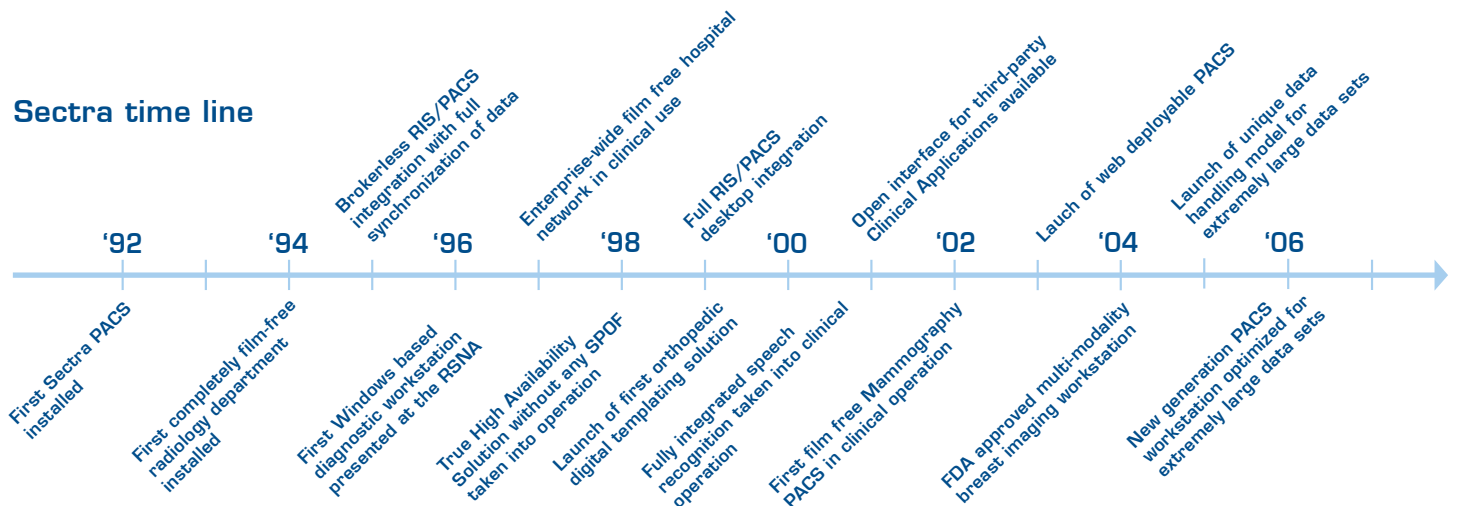 Sectra time line
Brokerless RIS/PACS
integration with full
synchronization of data
Enterprise-wide film free hospital
network in clinical use
Full RIS/PACS
desktop integration
Open interface for third-party
Clinical Applications available
Lauch of web deployable PACS
Launch of unique data
handling model for
extremely large data sets
‘92
‘94
‘96
‘98
‘00
‘02
‘04
‘06
First Sectra PACS
installed
First completely film-free
radiology department
installed
First Windows based
diagnostic workstation
presented at the RSNA
True High Availability
Solution without any SPOF
taken into operation
Launch of first orthopedic
digital templating solution
Fully integrated speech
recognition taken into clinical
operation
First film free Mammography
PACS in clinical operation
FDA approved multi-modality
breast imaging workstation
New generation PACS
workstation optimized for
extremely large data sets